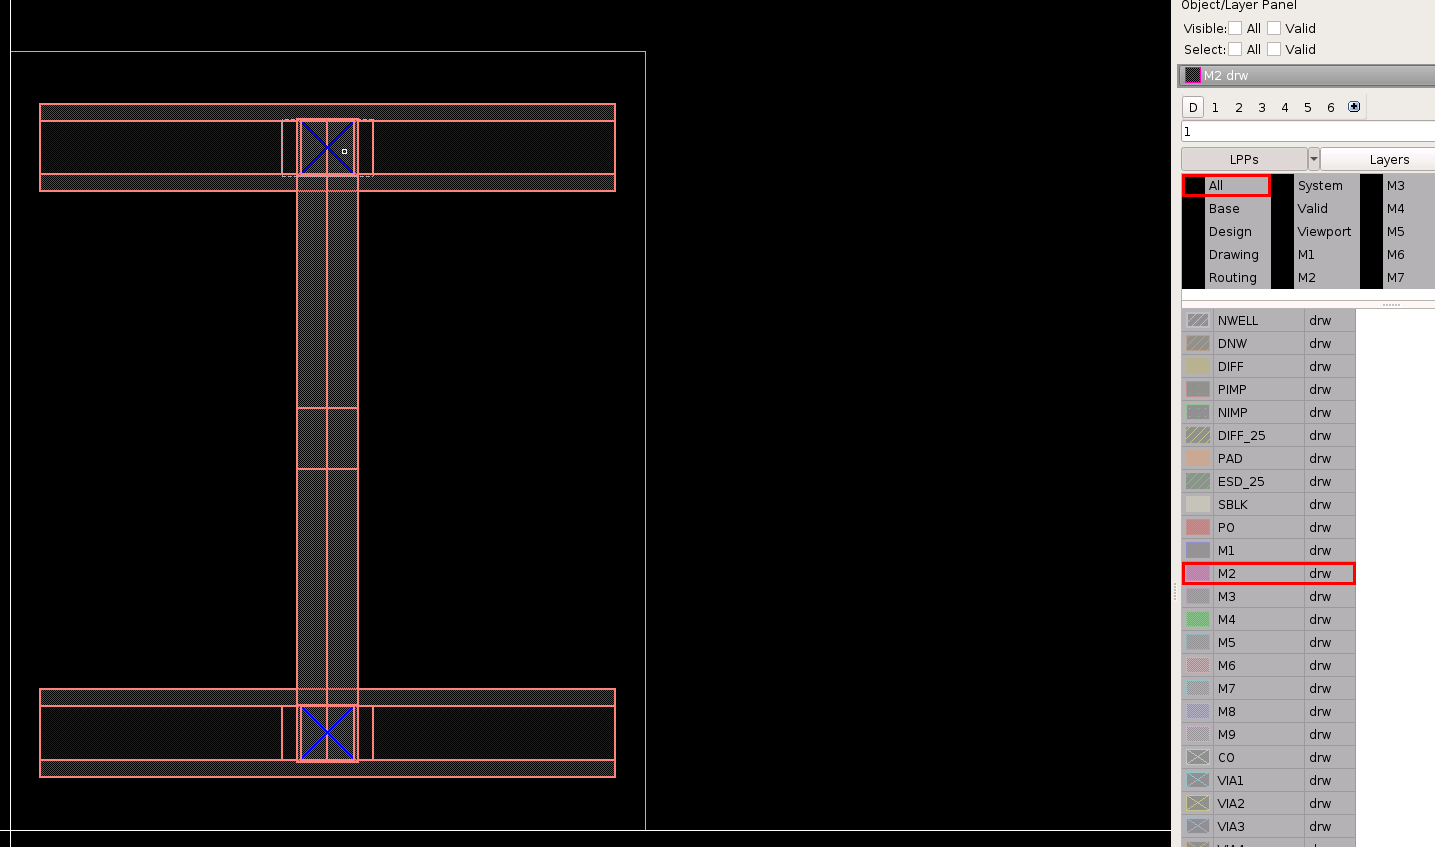 Object/Layer Panel
Visible: All Valid
Select: All Valid
M2 drw
D 1 2 3 4 5 6
1
LPPs Layers
All System M3
Base Valid M4
Design Viewport M5
Drawing M1 M6
Routing M2 M7
NWELL drw
DNW drw
DIFF drw
PIMP drw
NIMP drw
DIFF_25 drw
PAD drw
ESD_25 drw
SBLK drw
PO drw
M1 drw
M2 drw
M3 drw
M4 drw
M5 drw
M6 drw
M7 drw
M8 drw
M9 drw
CO drw
VIA1 drw
VIA2 drw
VIA3 drw